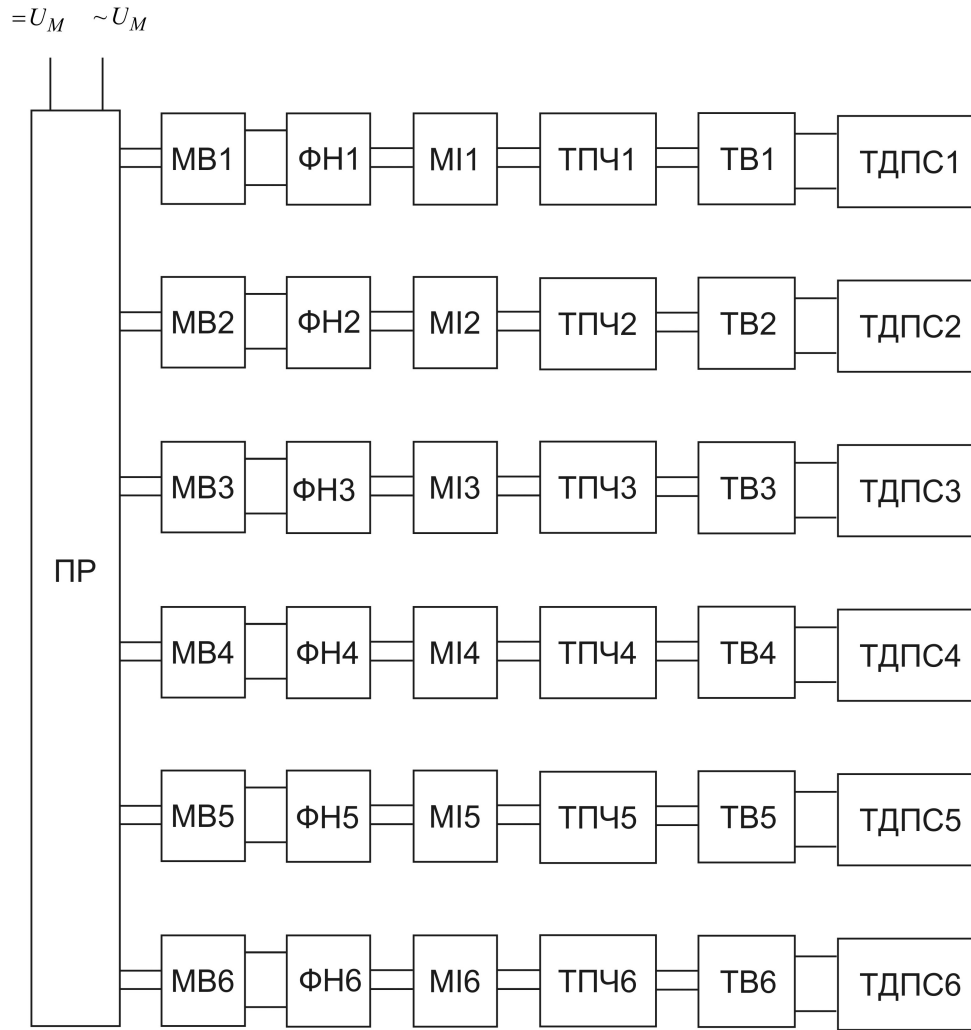 =U_M ~U_M
МВ1 ФН1 МІ1 ТПЧ1 ТВ1 ТДПС1
МВ2 ФН2 МІ2 ТПЧ2 ТВ2 ТДПС2
МВ3 ФН3 МІ3 ТПЧ3 ТВ3 ТДПС3
ПР
МВ4 ФН4 МІ4 ТПЧ4 ТВ4 ТДПС4
МВ5 ФН5 МІ5 ТПЧ5 ТВ5 ТДПС5
МВ6 ФН6 МІ6 ТПЧ6 ТВ6 ТДПС6